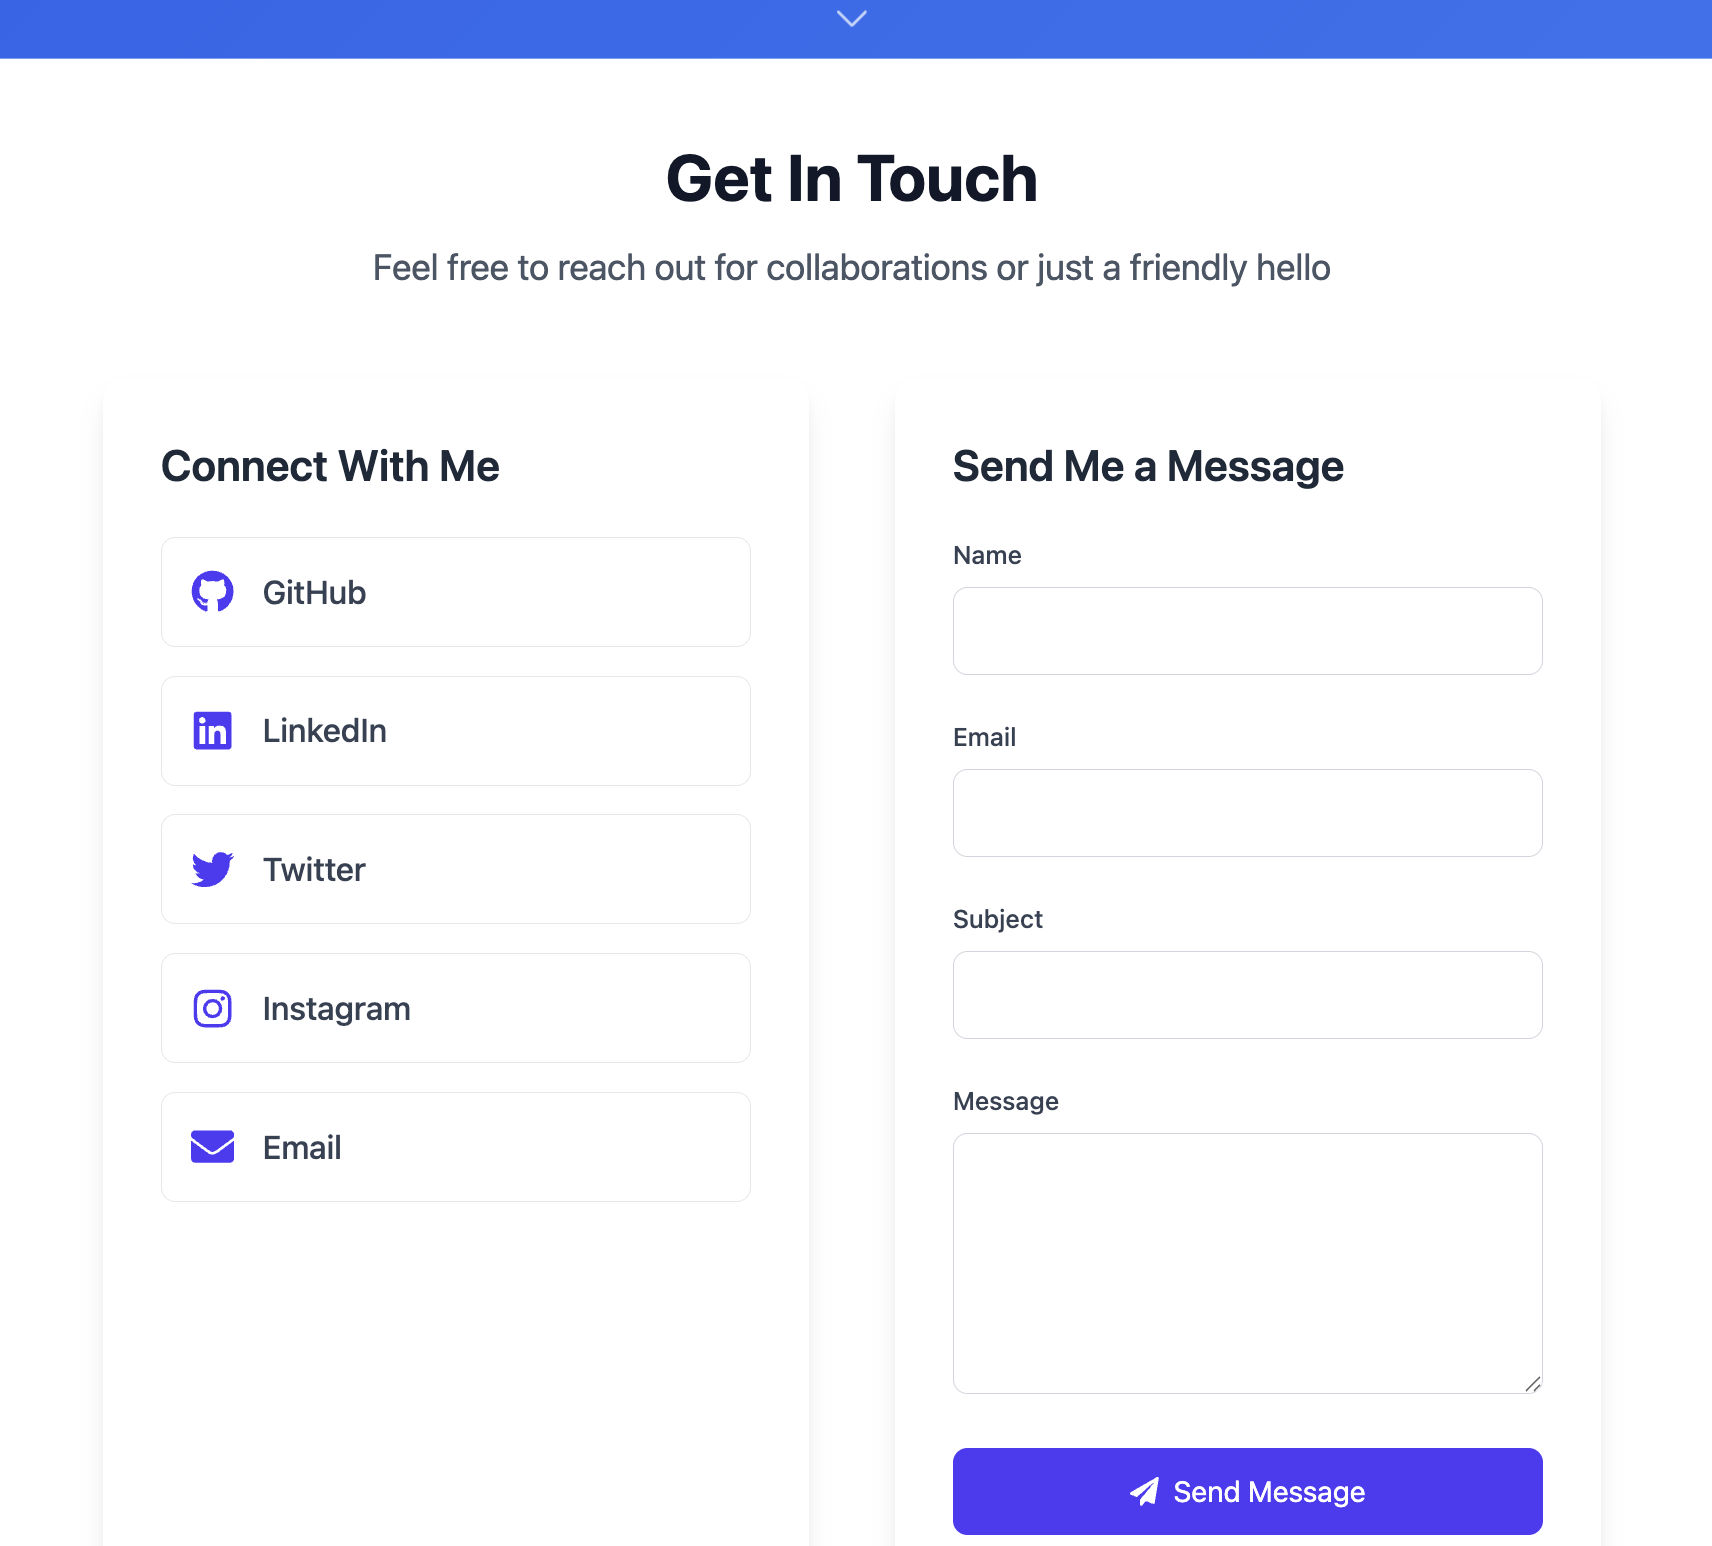 Get In Touch
Feel free to reach out for collaborations or just a friendly hello
Connect With Me
GitHub
LinkedIn
Twitter
Instagram
Email
Send Me a Message
Name
Email
Subject
Message
Send Message